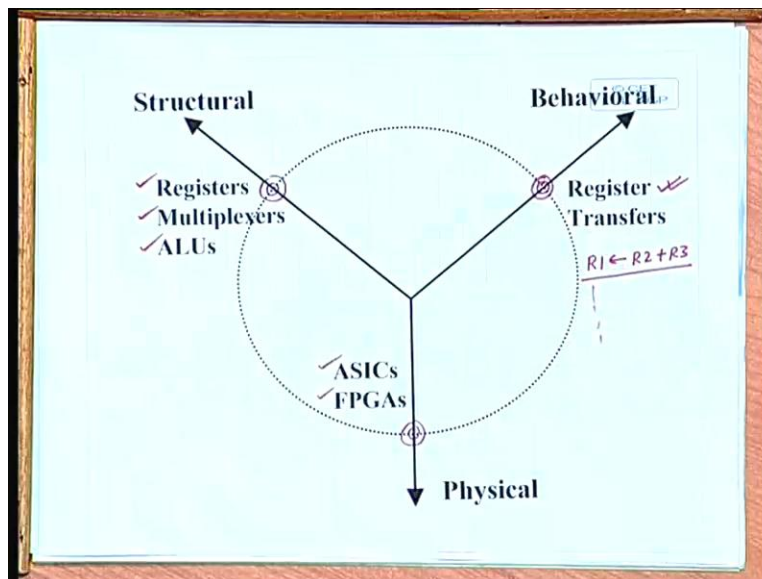 Structural
Behavioral
Registers
Multiplexers
ALUs
Register
Transfers
R1 ← R2 + R3
ASICs
FPGAs
Physical